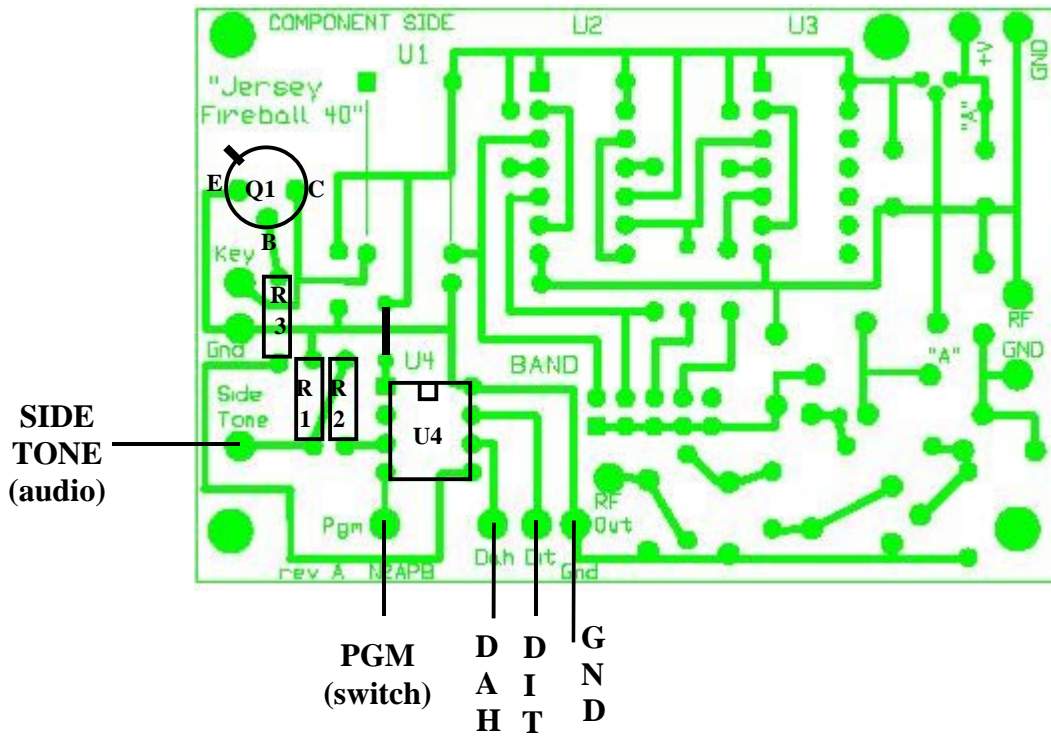 COMPONENT SIDE
U1
U2
U3
+V
GND
"Jersey
Fireball 40"
"A"
E
Q1
C
B
Key
R
3
Gnd
RF
GND
"A"
U4
BAND
Side
Tone
R
1
R
2
U4
SIDE
TONE
(audio)
RF
Out
Pgm
Dah
Dit
Gnd
rev A
N2APB
PGM
(switch)
D
A
H
D
I
T
G
N
D